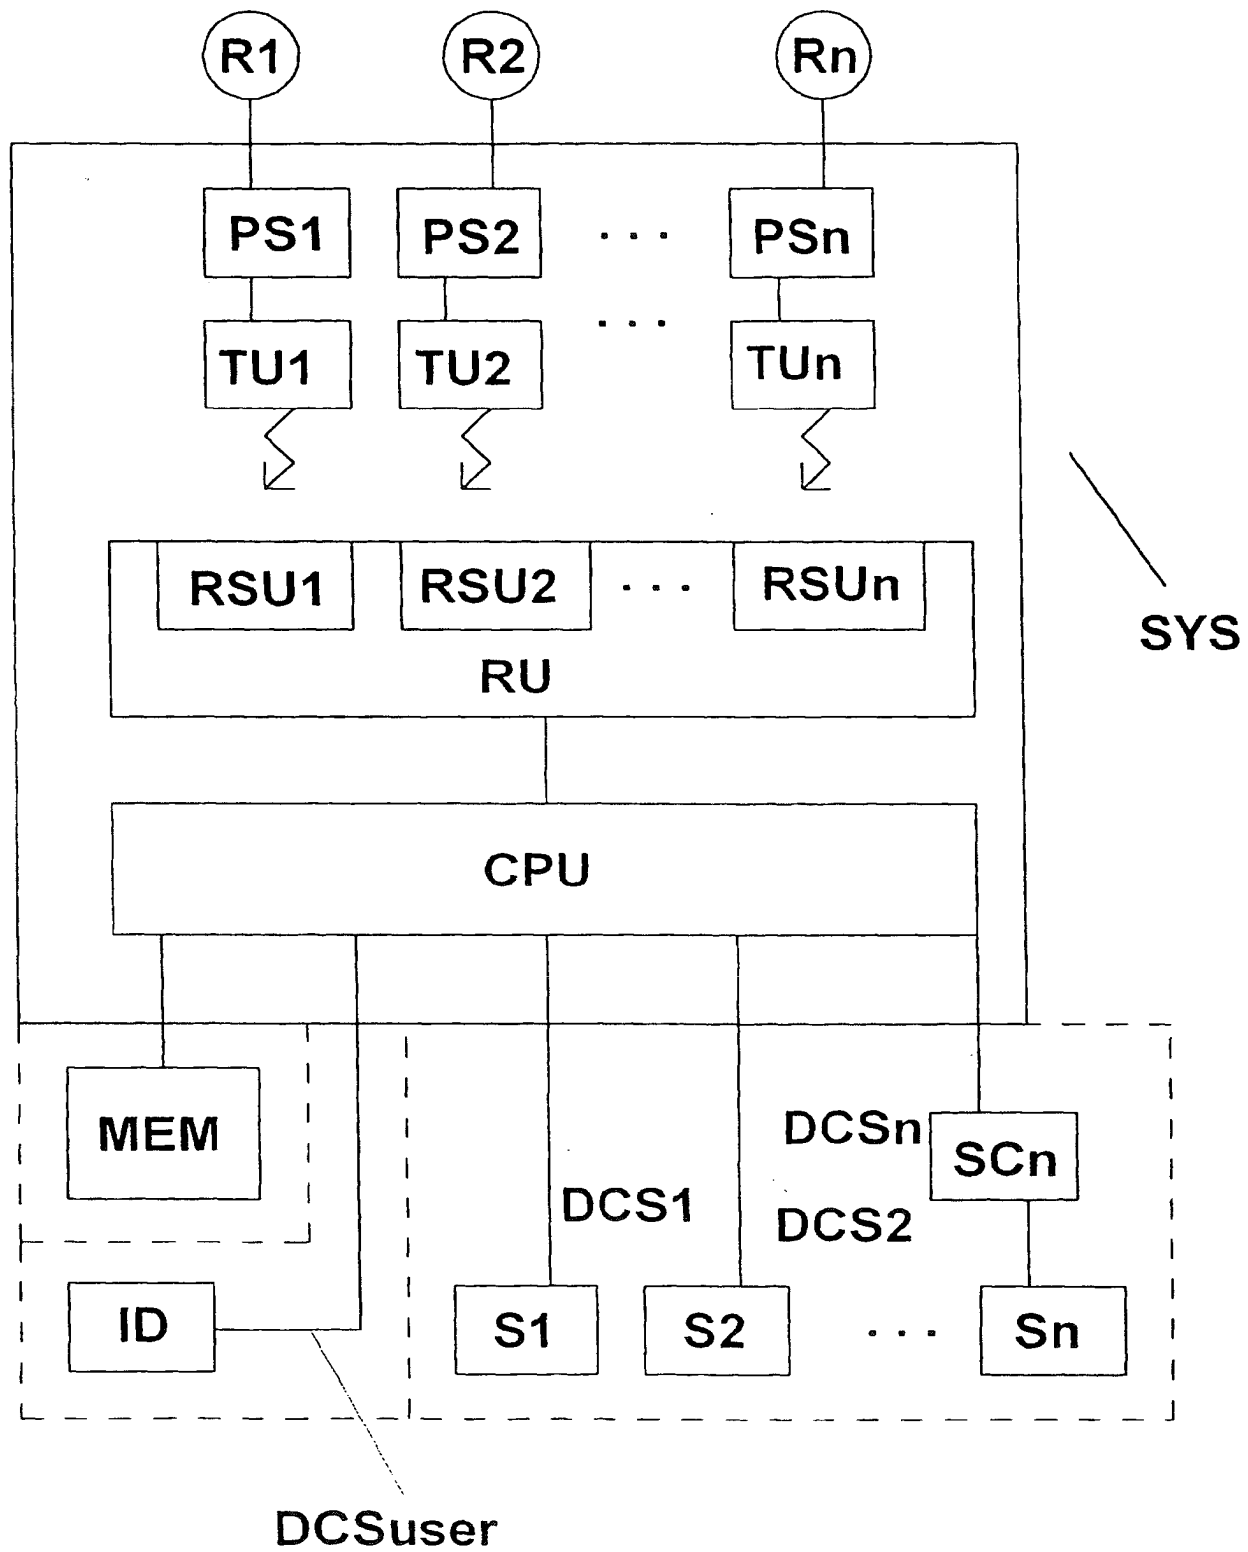 R1 R2 Rn
PS1 PS2 ... PSn
TU1 TU2 ... TUn
RSU1 RSU2 ... RSUn
SYS
RU
CPU
MEM
DCSn
SCn
DCS1
DCS2
ID
S1 S2 ... Sn
DCSuser